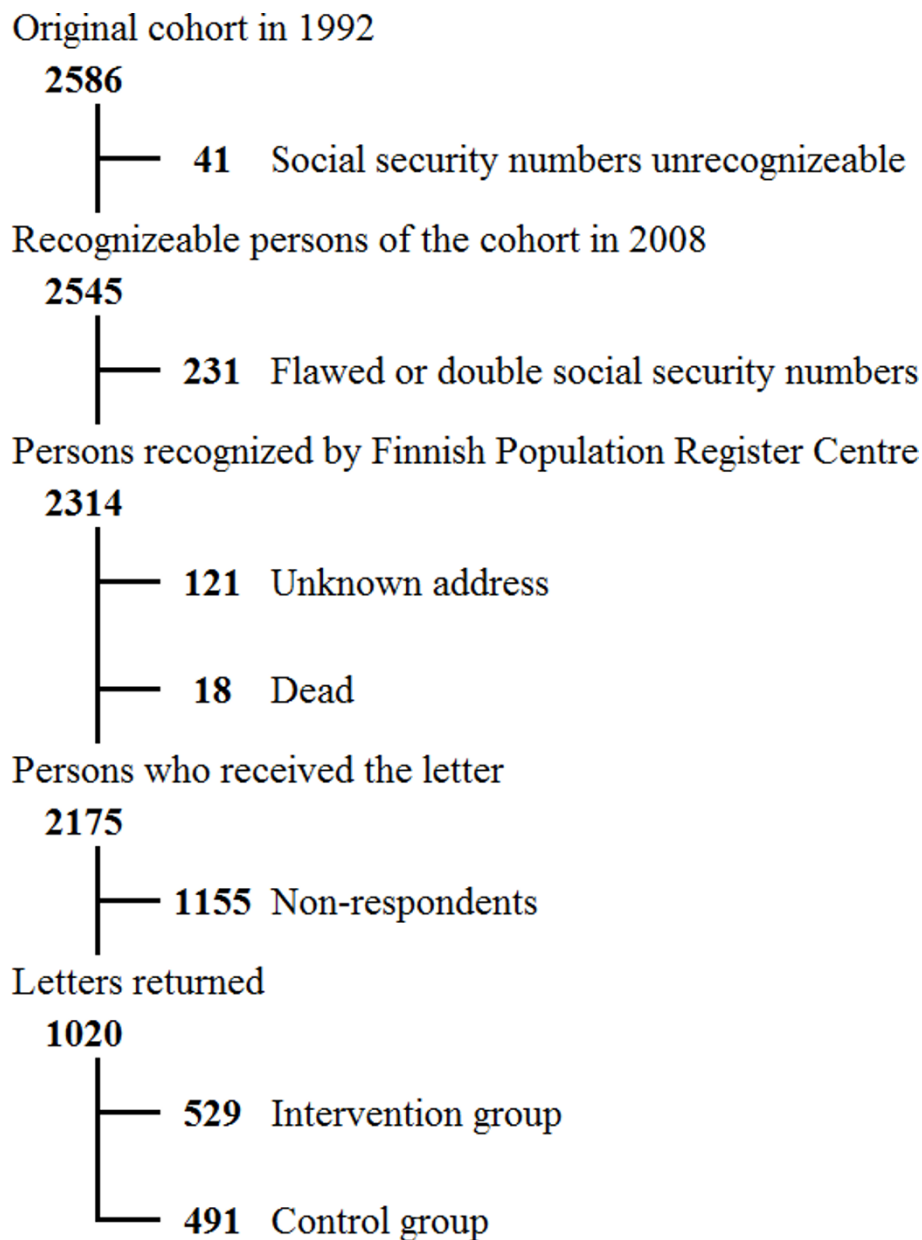 Original cohort in 1992
2586
41 Social security numbers unrecognizeable
Recognizeable persons of the cohort in 2008
2545
231 Flawed or double social security numbers
Persons recognized by Finnish Population Register Centre
2314
121 Unknown address
18 Dead
Persons who received the letter
2175
1155 Non-respondents
Letters returned
1020
529 Intervention group
491 Control group